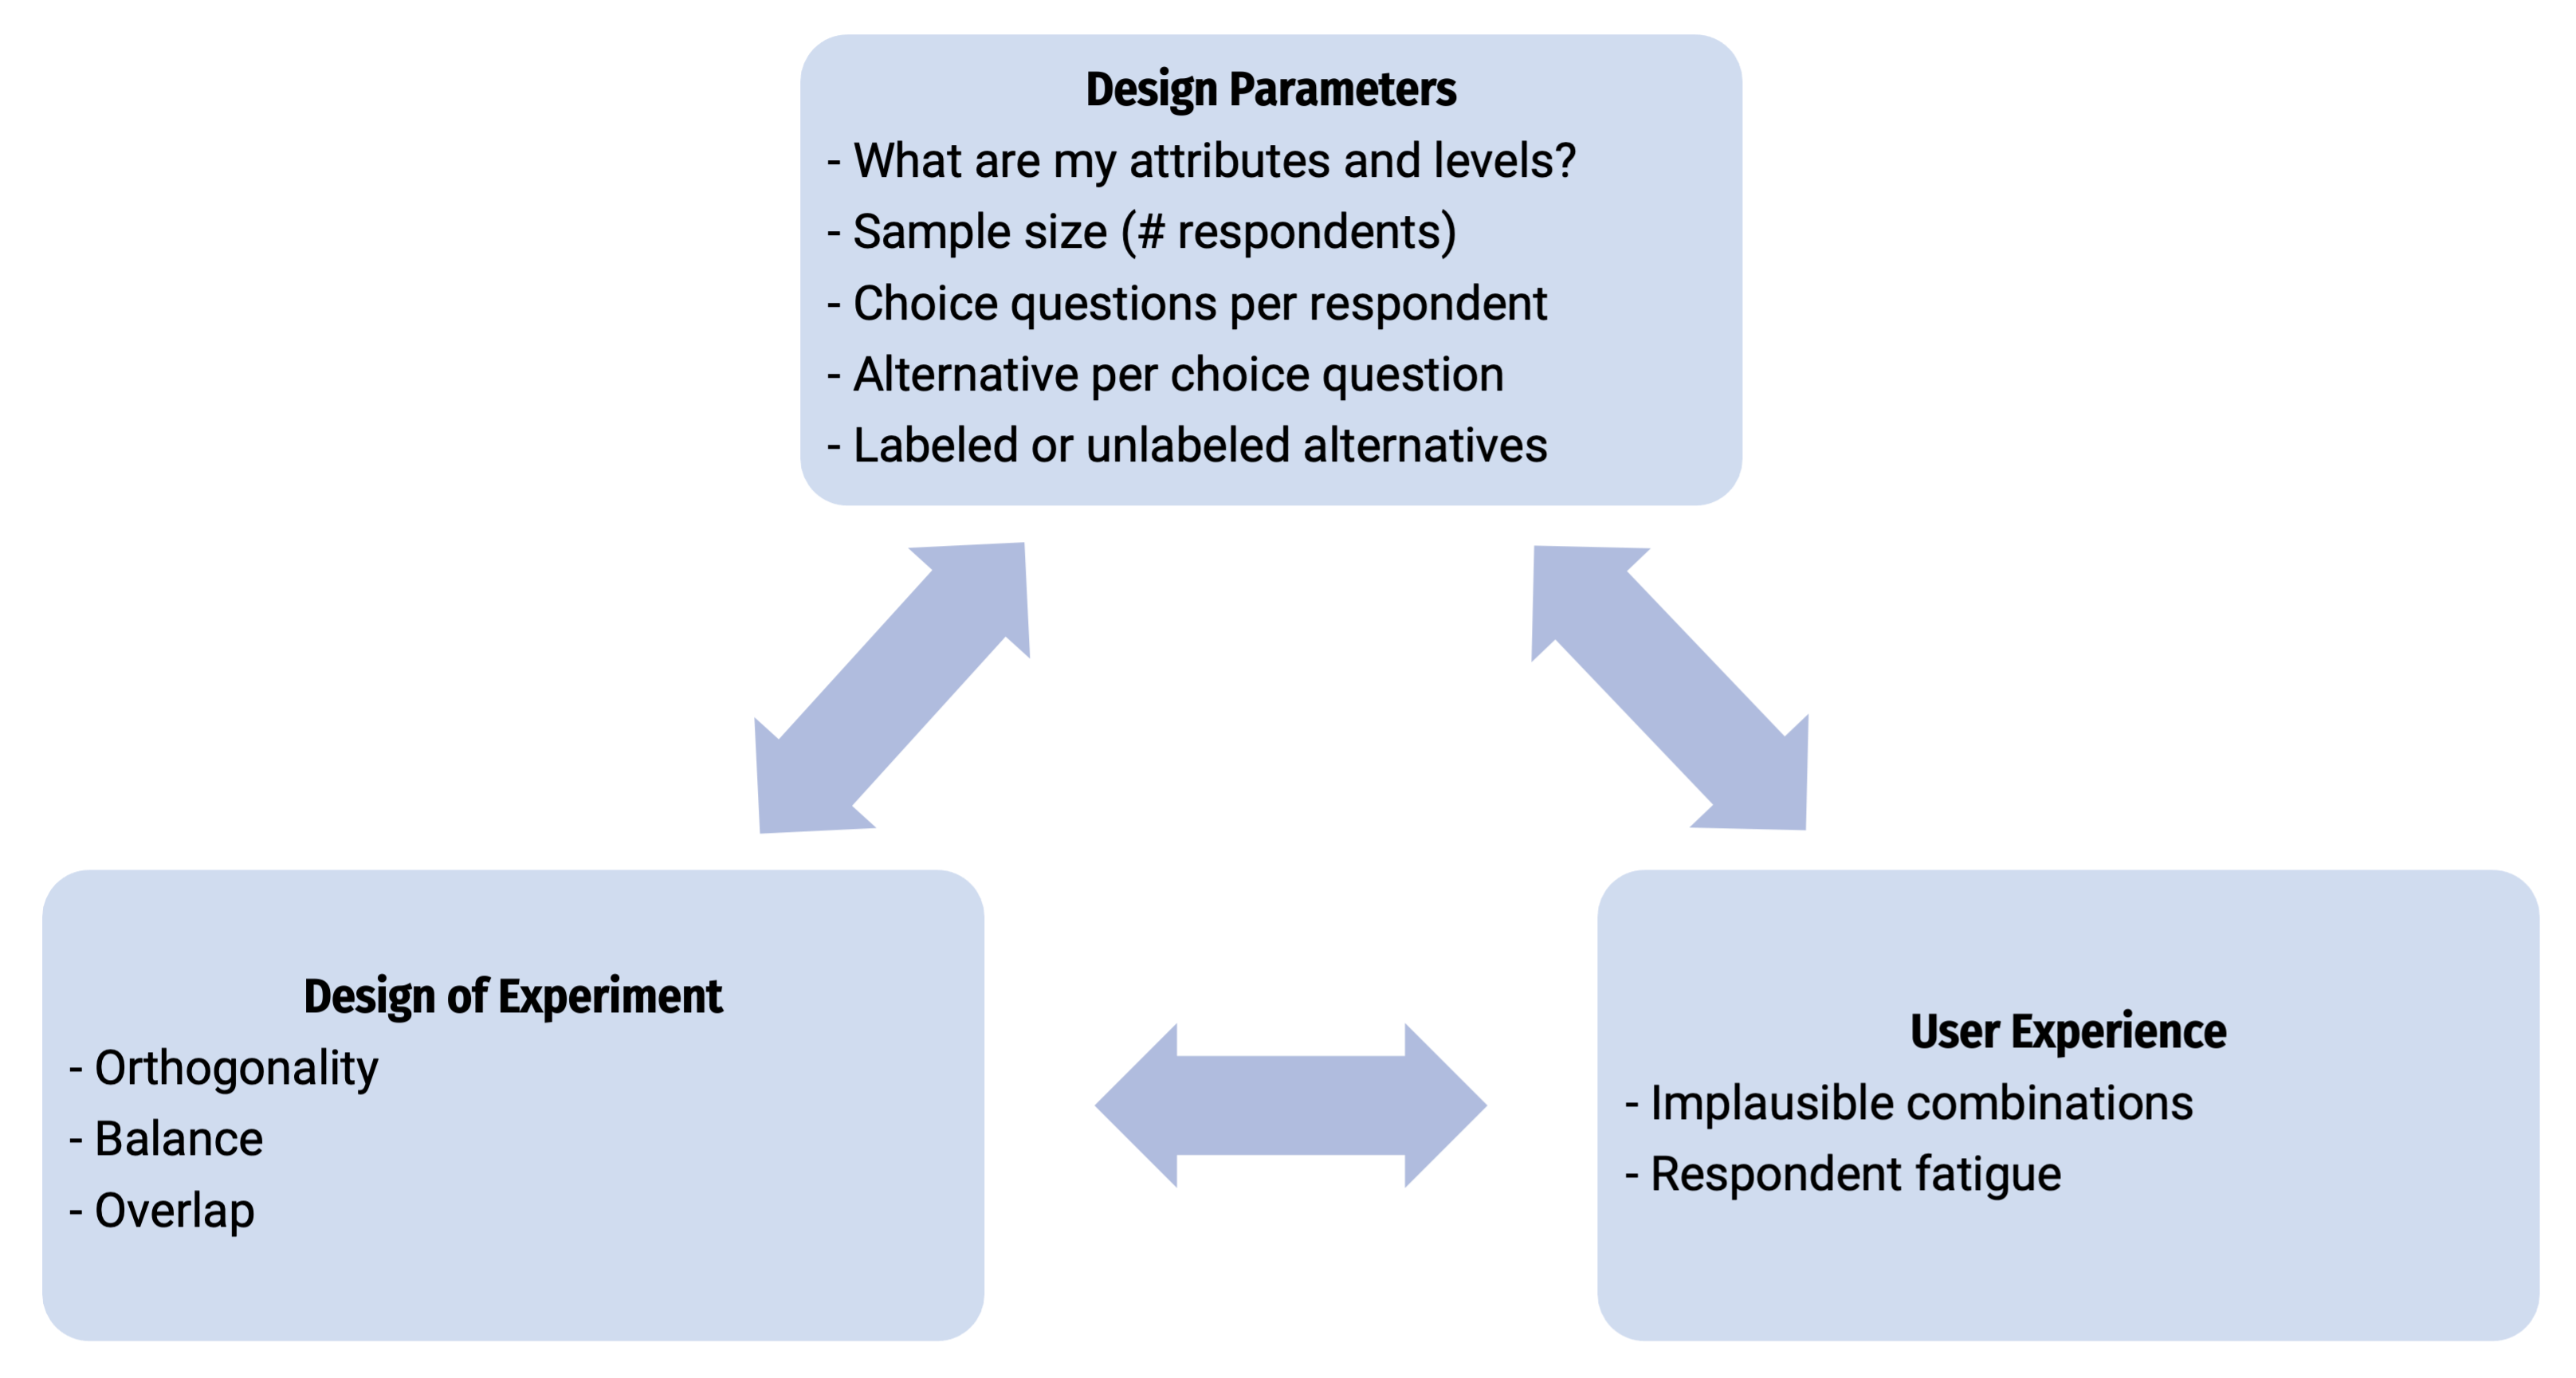 Design Parameters
- What are my attributes and levels?
- Sample size (# respondents)
- Choice questions per respondent
- Alternative per choice question
- Labeled or unlabeled alternatives
Design of Experiment
- Orthogonality
- Balance
- Overlap
User Experience
- Implausible combinations
- Respondent fatigue